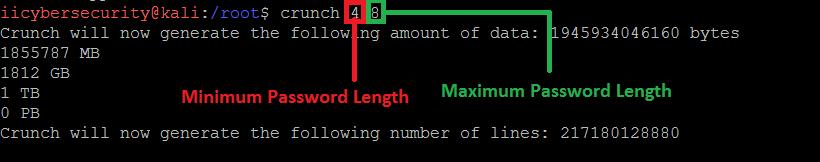 iicybersecurity@kali:/root$ crunch 4 8
Crunch will now generate the following amount of data: 1945934046160 bytes
1855787 MB
1812 GB
1 TB
0 PB
Minimum Password Length
Maximum Password Length
Crunch will now generate the following number of lines: 217180128880